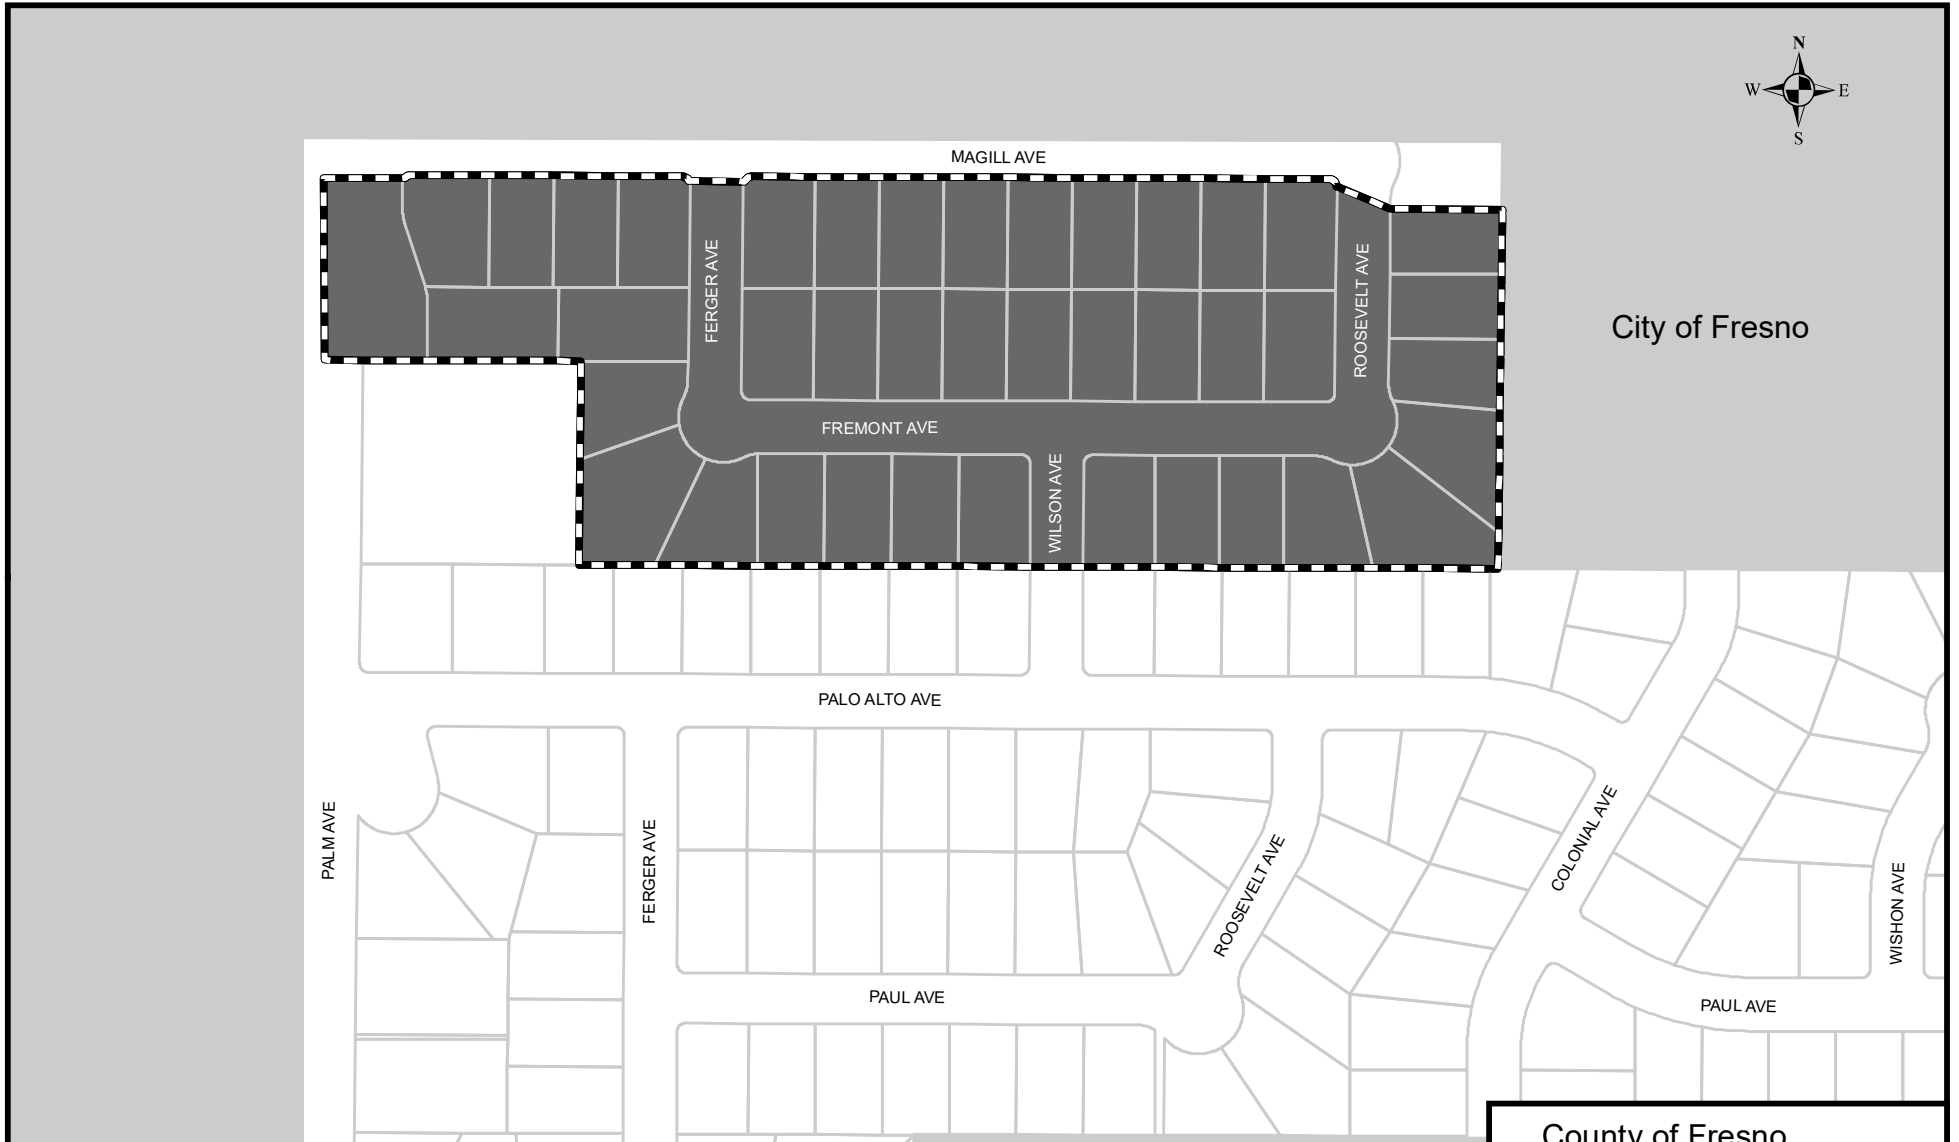 N
W E
S
MAGILL AVE
FERGER AVE
ROOSEVELT AVE
City of Fresno
FREMONT AVE
WILSON AVE
PALO ALTO AVE
PALM AVE
FERGER AVE
ROOSEVELT AVE
COLONIAL AVE
WISHON AVE
PAUL AVE
PAUL AVE
County of Fresno